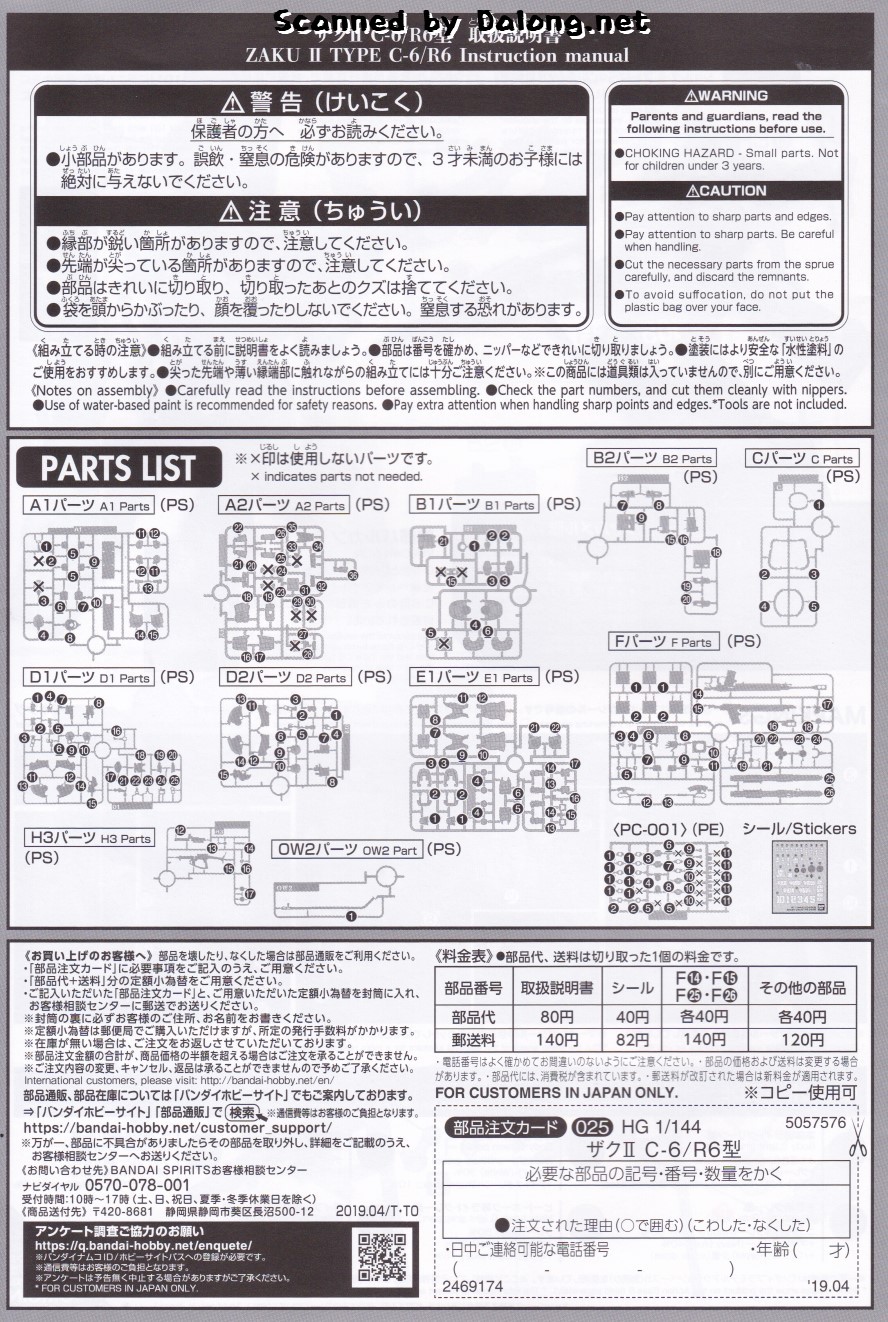 Scanned by Dalong.net
ザクⅡ C-6/R6型 取扱説明書
ZAKU Ⅱ TYPE C-6/R6 Instruction manual
⚠警告（けいこく）
保護者の方へ 必ずお読みください。
●小部品があります。誤飲・窒息の危険がありますので、3才未満のお子様には
絶対に与えないでください。
⚠注意（ちゅうい）
●縁部が鋭い箇所がありますので、注意してください。
●先端が尖っている箇所がありますので、注意してください。
●部品はきれいに切り取り、切り取ったあとのクズは捨ててください。
●袋を頭からかぶったり、顔を覆ったりしないでください。窒息する恐れがあります。
⚠WARNING
Parents and guardians, read the
following instructions before use.
●CHOKING HAZARD - Small parts. Not
for children under 3 years.
⚠CAUTION
●Pay attention to sharp parts and edges.
●Pay attention to sharp parts. Be careful
when handling.
●Cut the necessary parts from the sprue
carefully, and discard the remnants.
●To avoid suffocation, do not put the
plastic bag over your face.
《組み立てる時の注意》●組み立てる前に説明書をよく読みましょう。●部品は番号を確かめ、ニッパーなどできれいに切り取りましょう。●塗装にはより安全な「水性塗料」の
ご使用をおすすめします。●尖った先端や薄い縁端部に触れながらの組み立てには十分ご注意ください。※この商品には道具類は入っていませんので、別にご用意ください。
《Notes on assembly》●Carefully read the instructions before assembling. ●Check the part numbers, and cut them cleanly with nippers.
●Use of water-based paint is recommended for safety reasons. ●Pay extra attention when handling sharp points and edges.*Tools are not included.
PARTS LIST
※×印は使用しないパーツです。
× indicates parts not needed.
B2パーツ B2 Parts (PS)
Cパーツ C Parts (PS)
A1パーツ A1 Parts (PS)
A2パーツ A2 Parts (PS)
B1パーツ B1 Parts (PS)
Fパーツ F Parts (PS)
D1パーツ D1 Parts (PS)
D2パーツ D2 Parts (PS)
E1パーツ E1 Parts (PS)
H3パーツ H3 Parts
(PS)
OW2パーツ OW2 Part (PS)
〈PC-001〉(PE)
シール/Stickers
《お買い上げのお客様へ》部品を壊したり、なくした場合は部品通販をご利用ください。
・「部品注文カード」に必要事項をご記入のうえ、ご用意ください。
・「部品代+送料」分の定額小為替をご用意ください。
・ご記入いただいた「部品注文カード」と、ご用意いただいた定額小為替を封筒に入れ、
お客様相談センターに郵送でお送りください。
※封筒の裏に必ずお客様のご住所、お名前をお書きください。
※定額小為替は郵便局でご購入いただけますが、所定の発行手数料がかかります。
※在庫が無い場合は、ご注文をお返しさせていただいております。
※部品注文金額の合計が、商品価格の半額を超える場合はご注文を承ることができません。
※ご注文内容の変更、キャンセル、返品は承ることができませんので予めご了承ください。
International customers, please visit: http://bandai-hobby.net/en/
部品通販、部品在庫については「バンダイホビーサイト」でもご案内しております。
⇒「バンダイホビーサイト」「部品通販」で 検索 ※通信費等はお客様のご負担となります。
https://bandai-hobby.net/customer_support/
※万が一、部品に不具合がありましたらその部品を取り外し、詳細をご記載のうえ、
お客様相談センターへお送りください。
《お問い合わせ先》BANDAI SPIRITSお客様相談センター
ナビダイヤル 0570-078-001
受付時間:10時～17時（土、日、祝日、夏季・冬季休業日を除く）
《商品送付先》〒420-8681 静岡県静岡市葵区長沼500-12 2019.04/T・TO
アンケート調査ご協力のお願い
https://q.bandai-hobby.net/enquete/
※バンダイナムコID/ホビーサイトパスへの登録が必要です。
※通信費等はお客様のご負担となります。
※アンケートは予告無く中止する場合がありますがご了承ください。
* FOR CUSTOMERS IN JAPAN ONLY.
《料金表》●部品代、送料は切り取った1個の料金です。
部品番号 取扱説明書 シール F⓮・F⓯ F㉕・F㉖ その他の部品
部品代 80円 40円 各40円 各40円
郵送料 140円 82円 140円 120円
・電話番号はよく確かめてお間違いのないようにご注意ください。・部品の価格および送料は変更する場合
があります。・部品代には、消費税が含まれています。・郵送料が改訂された場合は新料金が適用されます。
FOR CUSTOMERS IN JAPAN ONLY. ※コピー使用可
部品注文カード 025 HG 1/144 5057576
ザクⅡ C-6/R6型
必要な部品の記号・番号・数量をかく
●注文された理由（○で囲む）（こわした・なくした）
・日中ご連絡可能な電話番号 ・年齢（ 才）
（ - - ）
2469174 '19.04